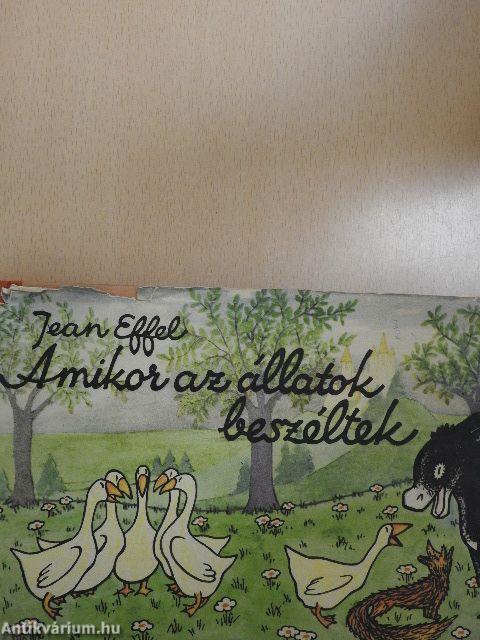 Jean Effel
Amikor az állatok
beszéltek
Antikvárium.hu